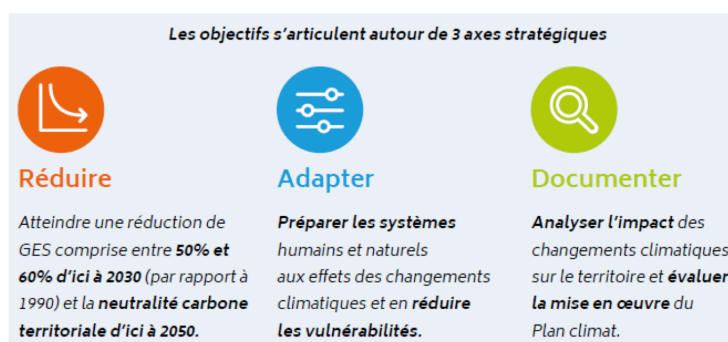 Les objectifs s’articulent autour de 3 axes stratégiques
Réduire
Atteindre une réduction de
GES comprise entre 50% et
60% d’ici à 2030 (par rapport à
1990) et la neutralité carbone
territoriale d’ici à 2050.
Adapter
Préparer les systèmes
humains et naturels
aux effets des changements
climatiques et en réduire
les vulnérabilités.
Documenter
Analyser l’impact des
changements climatiques
sur le territoire et évaluer
la mise en œuvre du
Plan climat.